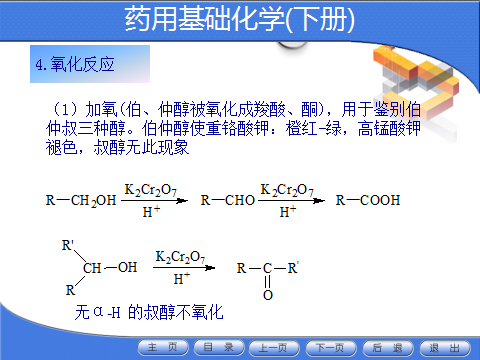 药用基础化学(下册)
4.氧化反应
（1）加氧(伯、仲醇被氧化成羧酸、酮)，用于鉴别伯
仲叔三种醇。伯仲醇使重铬酸钾：橙红-绿，高锰酸钾
褪色，叔醇无此现象
R—CH2OH K2Cr2O7 H+ R—CHO K2Cr2O7 H+ R—COOH
R' R CH—OH K2Cr2O7 H+ R—C—R' O
无α-H 的叔醇不氧化
主 页 目 录 上一页 下一页 后 退 退 出